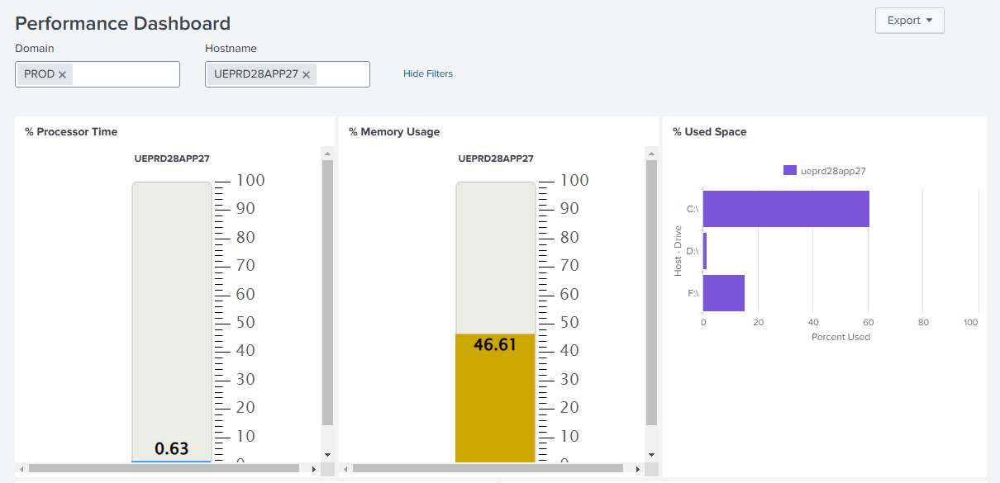 Performance Dashboard
Export
Domain
Hostname
PROD ×
UEPRD28APP27 ×
Hide Filters
% Processor Time
UEPRD28APP27
100
90
80
70
60
50
40
30
20
10
0
0.63
% Memory Usage
UEPRD28APP27
100
90
80
70
60
50
40
30
20
10
0
46.61
% Used Space
ueprd28app27
Host - Drive
C:\
D:\
F:\
0 20 40 60 80 100
Percent Used